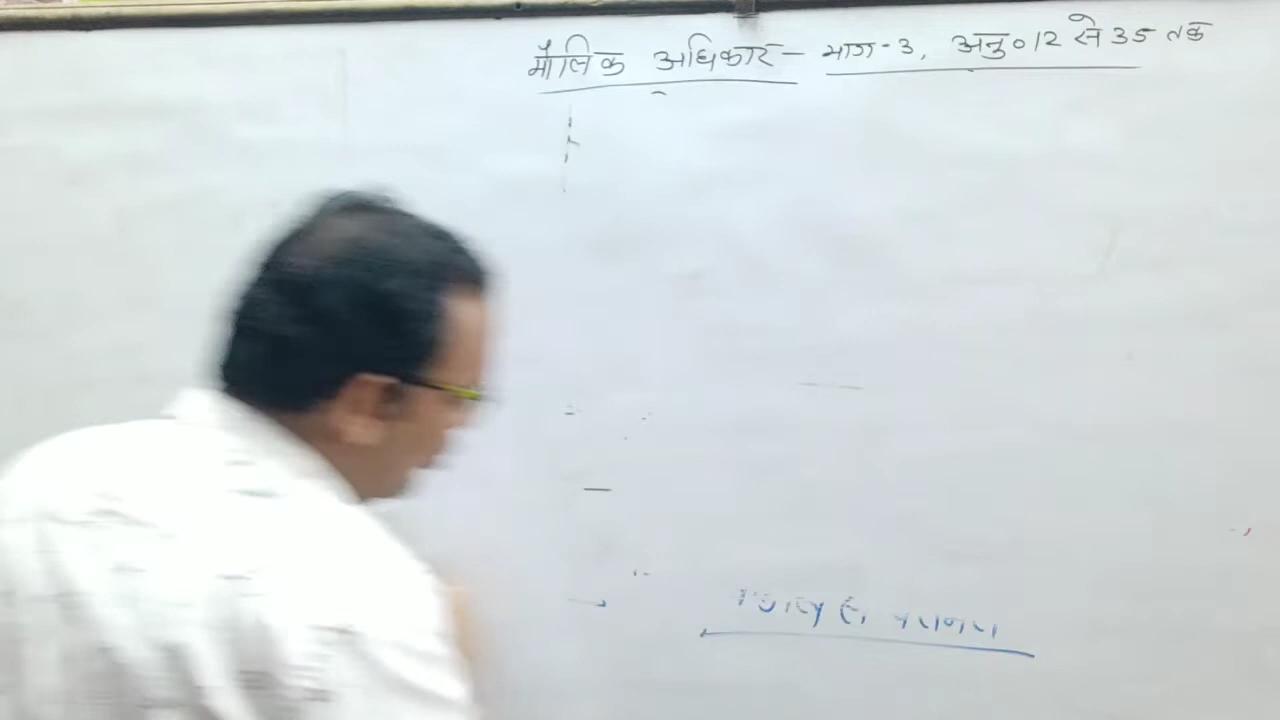 मौलिक अधिकार - भाग - 3, अनु० 12 से 35 तक